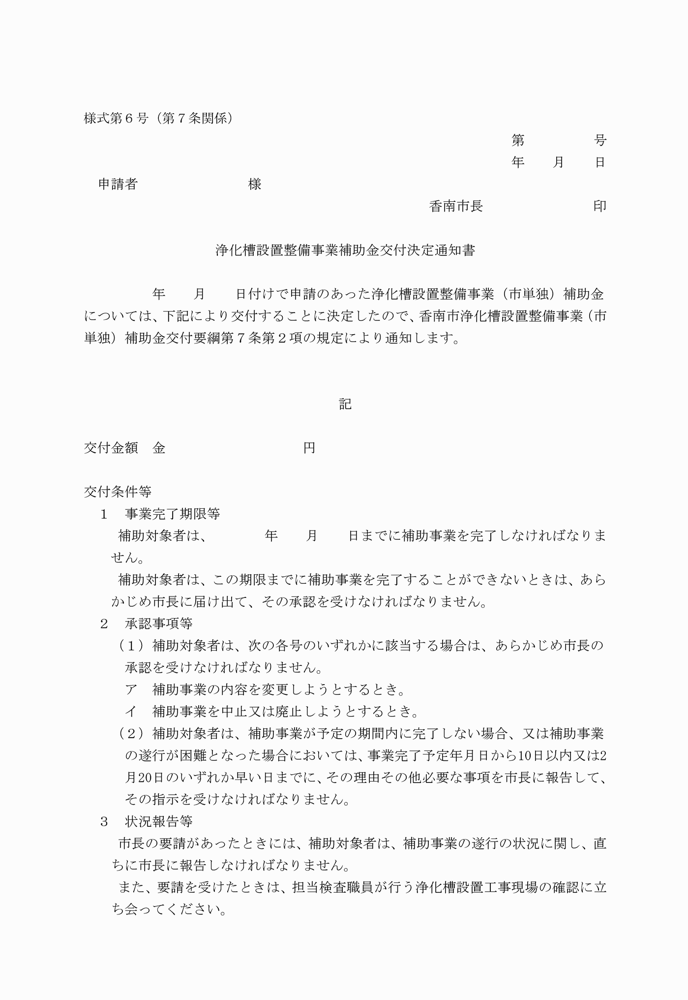 様式第６号（第７条関係）
第　　　　　号
年　　月　　日
申請者　　　　　　　　様
香南市長　　　　　　　　印
浄化槽設置整備事業補助金交付決定通知書
年　　月　　日付けで申請のあった浄化槽設置整備事業（市単独）補助金
については、下記により交付することに決定したので、香南市浄化槽設置整備事業（市
単独）補助金交付要綱第７条第２項の規定により通知します。
記
交付金額　金　　　　　　　　　　円
交付条件等
１　事業完了期限等
補助対象者は、　　　　年　　月　　日までに補助事業を完了しなければなりま
せん。
補助対象者は、この期限までに補助事業を完了することができないときは、あら
かじめ市長に届け出て、その承認を受けなければなりません。
２　承認事項等
（１）補助対象者は、次の各号のいずれかに該当する場合は、あらかじめ市長の
承認を受けなければなりません。
ア　補助事業の内容を変更しようとするとき。
イ　補助事業を中止又は廃止しようとするとき。
（２）補助対象者は、補助事業が予定の期間内に完了しない場合、又は補助事業
の遂行が困難となった場合においては、事業完了予定年月日から10日以内又は2
月20日のいずれか早い日までに、その理由その他必要な事項を市長に報告して、
その指示を受けなければなりません。
３　状況報告等
市長の要請があったときには、補助対象者は、補助事業の遂行の状況に関し、直
ちに市長に報告しなければなりません。
また、要請を受けたときは、担当検査職員が行う浄化槽設置工事現場の確認に立
ち会ってください。